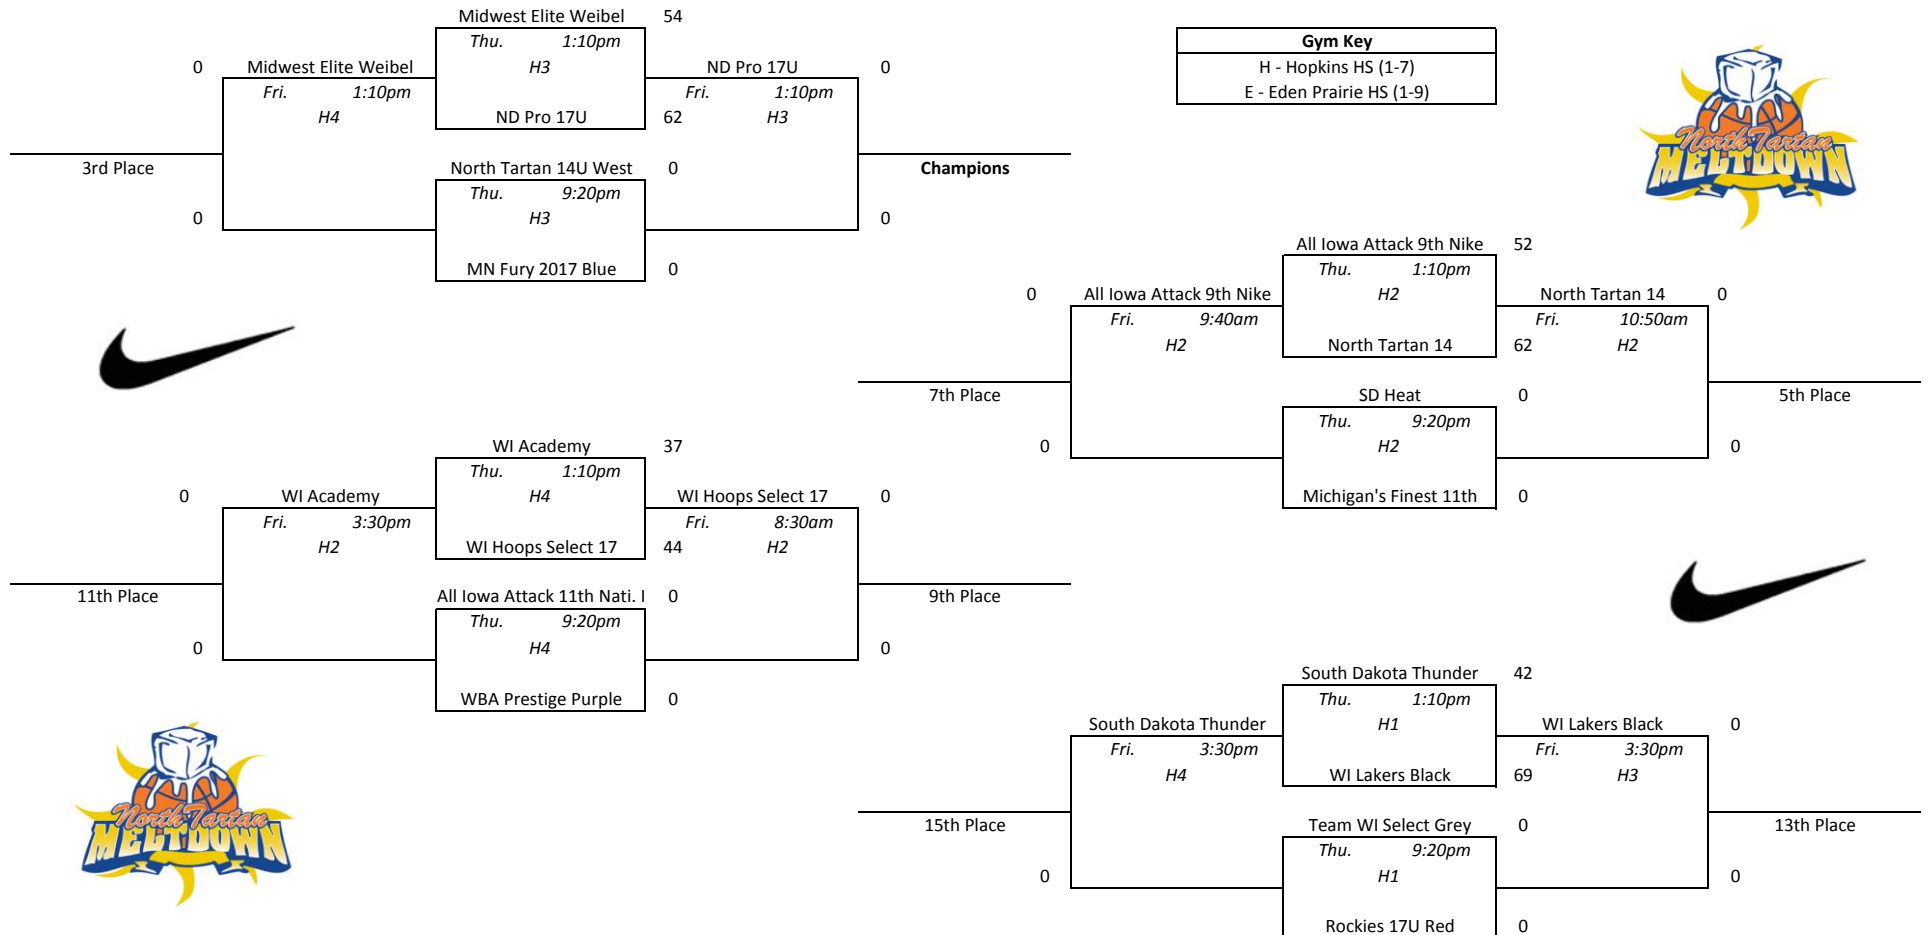 Midwest Elite Weibel 54
Thu. 1:10pm
0 Midwest Elite Weibel H3 ND Pro 17U 0
Fri. 1:10pm Fri. 1:10pm
H4 ND Pro 17U 62 H3
3rd Place North Tartan 14U West 0 Champions
Thu. 9:20pm
0 H3 0
MN Fury 2017 Blue 0
Gym Key
H - Hopkins HS (1-7)
E - Eden Prairie HS (1-9)
North Tartan
MELTDOWN
All Iowa Attack 9th Nike 52
Thu. 1:10pm
0 All Iowa Attack 9th Nike H2 North Tartan 14 0
Fri. 9:40am Fri. 10:50am
H2 North Tartan 14 62 H2
7th Place SD Heat 0 5th Place
Thu. 9:20pm
0 H2 0
Michigan's Finest 11th 0
WI Academy 37
Thu. 1:10pm
0 WI Academy H4 WI Hoops Select 17 0
Fri. 3:30pm Fri. 8:30am
H2 WI Hoops Select 17 44 H2
11th Place All Iowa Attack 11th Nati. I 0 9th Place
Thu. 9:20pm
0 H4 0
WBA Prestige Purple 0
South Dakota Thunder 42
Thu. 1:10pm
South Dakota Thunder H1 WI Lakers Black 0
Fri. 3:30pm Fri. 3:30pm
H4 WI Lakers Black 69 H3
15th Place Team WI Select Grey 0 13th Place
Thu. 9:20pm
0 H1 0
Rockies 17U Red 0
North Tartan
MELTDOWN